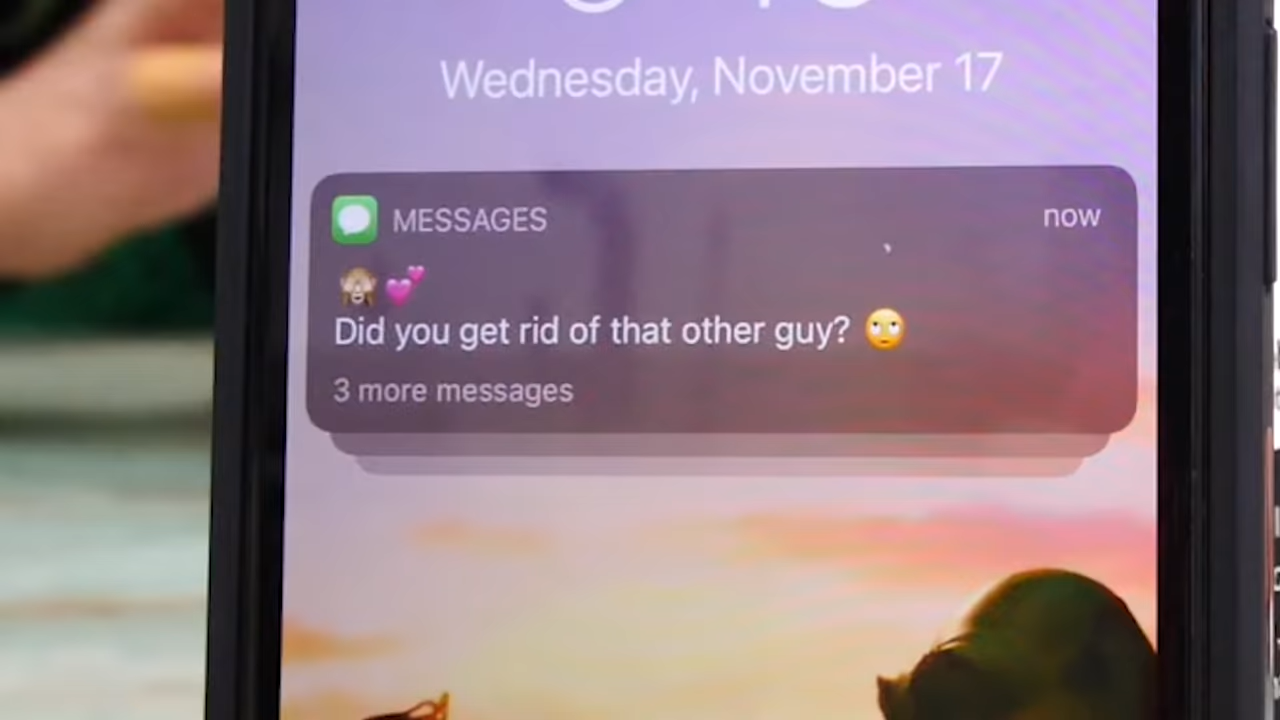 Wednesday, November 17
MESSAGES now
🙈💕
Did you get rid of that other guy? 🙄
3 more messages